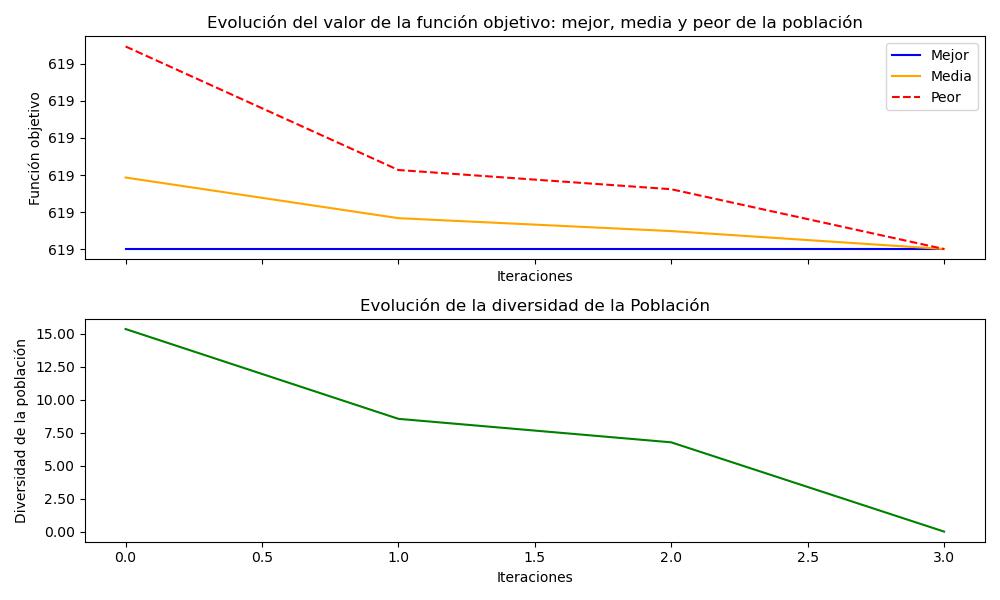 Evolución del valor de la función objetivo: mejor, media y peor de la población
Función objetivo
619
619
619
619
619
619
Mejor
Media
Peor
Iteraciones
Evolución de la diversidad de la Población
Diversidad de la población
15.00
12.50
10.00
7.50
5.00
2.50
0.00
0.0 0.5 1.0 1.5 2.0 2.5 3.0
Iteraciones